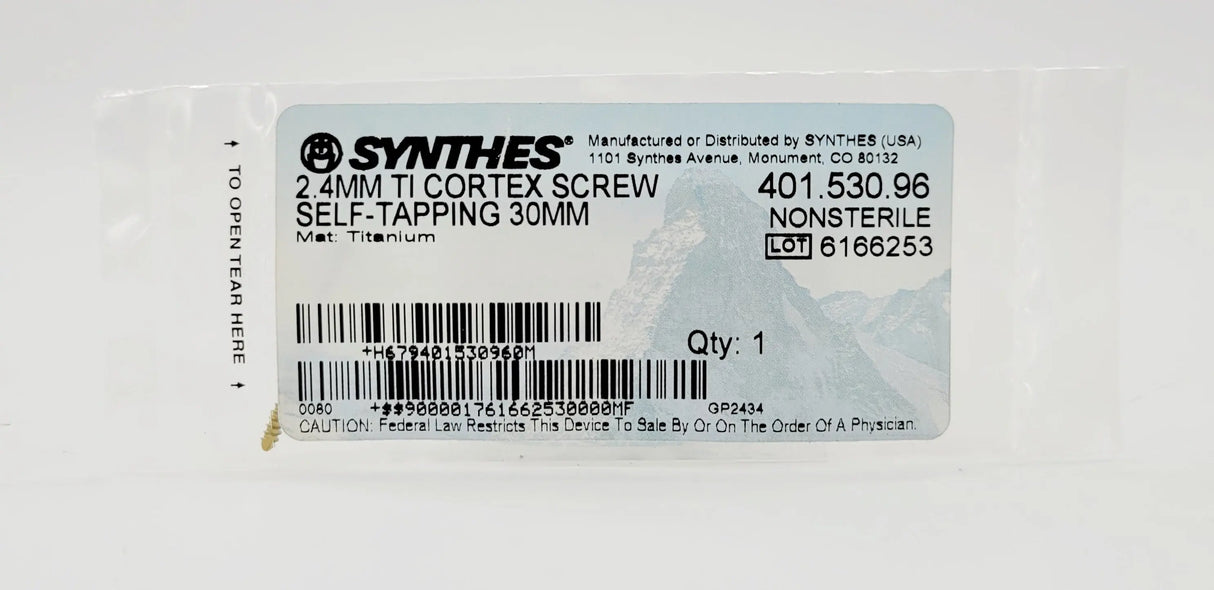 SYNTHES®
Manufactured or Distributed by SYNTHES (USA)
1101 Synthes Avenue, Monument, CO 80132
2.4MM TI CORTEX SCREW
SELF-TAPPING 30MM
Mat: Titanium
401.530.96
NONSTERILE
LOT 6166253
+H679401530960M
Qty: 1
0080 +$$9000017616625300​00MF GP2434
CAUTION: Federal Law Restricts This Device To Sale By Or On The Order Of A Physician.
TO OPEN TEAR HERE